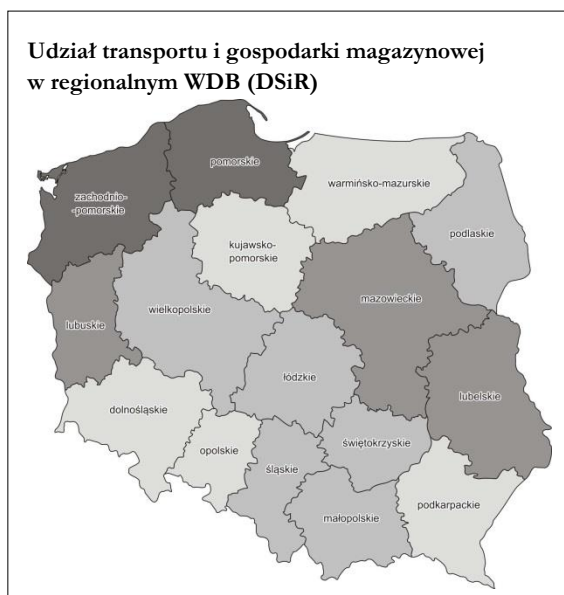 Udział transportu i gospodarki magazynowej
w regionalnym WDB (DSiR)
pomorskie
zachodnio-
-pomorskie
warmińsko-mazurskie
podlaskie
kujawsko-
pomorskie
mazowieckie
wielkopolskie
lubuskie
łódzkie
lubelskie
dolnośląskie
opolskie
świętokrzyskie
śląskie
podkarpackie
małopolskie